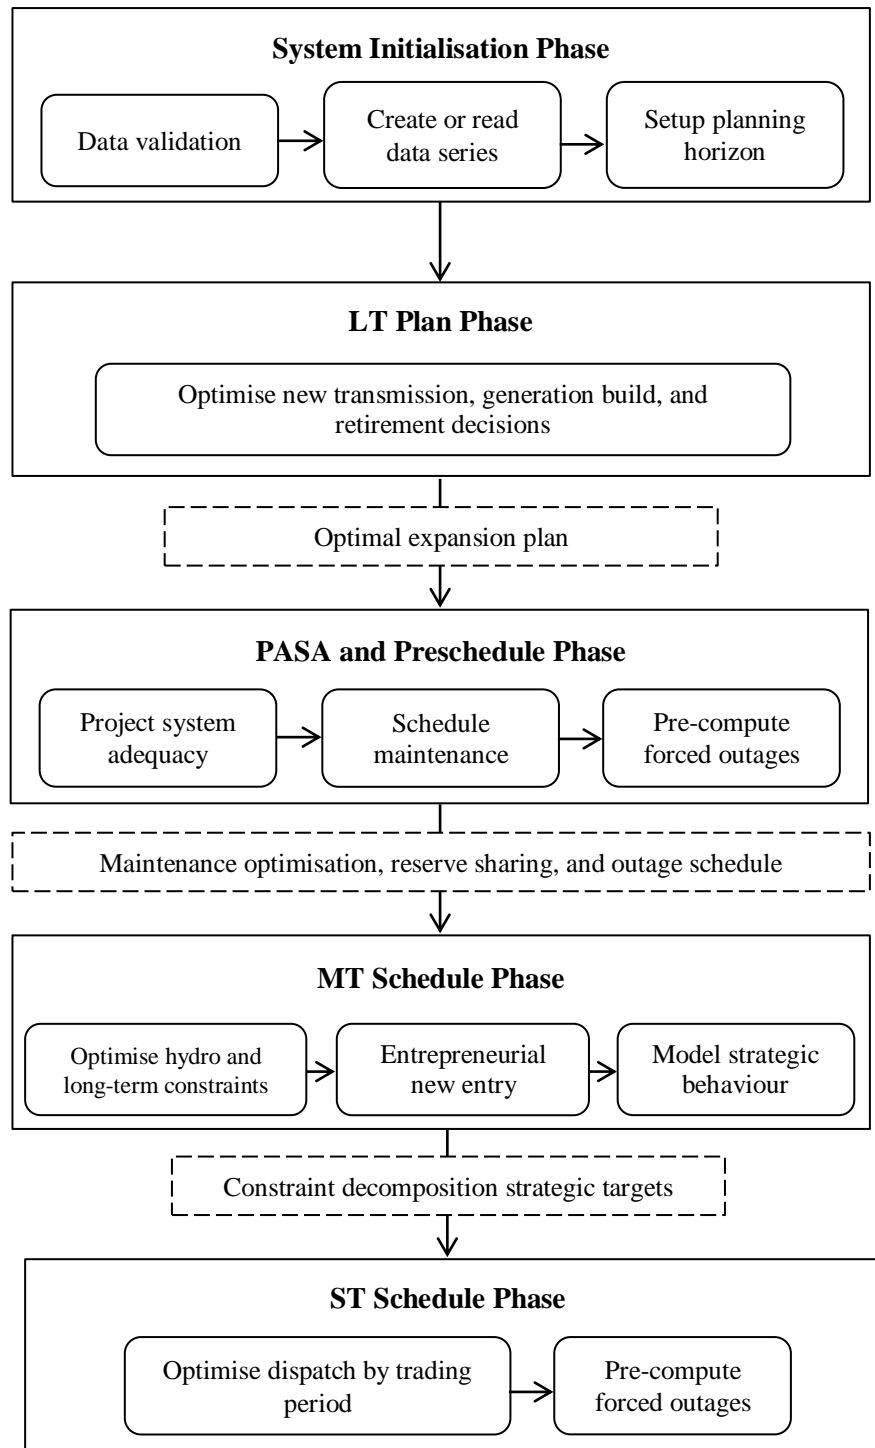 System Initialisation Phase
Data validation
Create or read
data series
Setup planning
horizon
LT Plan Phase
Optimise new transmission, generation build, and
retirement decisions
Optimal expansion plan
PASA and Preschedule Phase
Project system
adequacy
Schedule
maintenance
Pre-compute
forced outages
Maintenance optimisation, reserve sharing, and outage schedule
MT Schedule Phase
Optimise hydro and
long-term constraints
Entrepreneurial
new entry
Model strategic
behaviour
Constraint decomposition strategic targets
ST Schedule Phase
Optimise dispatch by trading
period
Pre-compute
forced outages